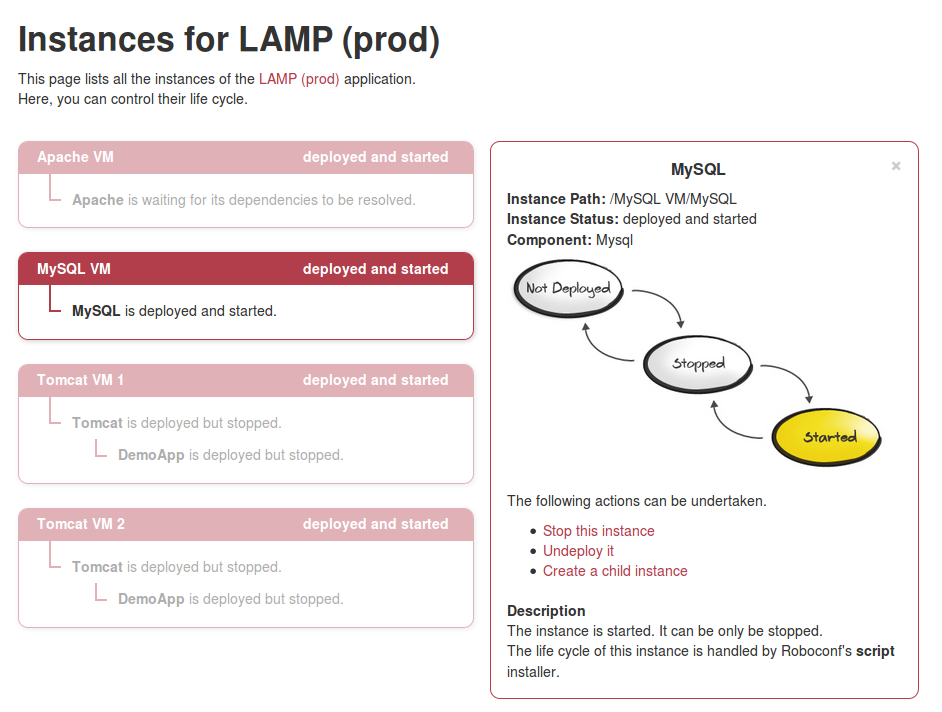 Instances for LAMP (prod)
This page lists all the instances of the LAMP (prod) application.
Here, you can control their life cycle.
Apache VM deployed and started
Apache is waiting for its dependencies to be resolved.
MySQL VM deployed and started
MySQL is deployed and started.
Tomcat VM 1 deployed and started
Tomcat is deployed but stopped.
DemoApp is deployed but stopped.
Tomcat VM 2 deployed and started
Tomcat is deployed but stopped.
DemoApp is deployed but stopped.
MySQL ×
Instance Path: /MySQL VM/MySQL
Instance Status: deployed and started
Component: Mysql
Not Deployed
Stopped
Started
The following actions can be undertaken.
• Stop this instance
• Undeploy it
• Create a child instance
Description
The instance is started. It can be only be stopped.
The life cycle of this instance is handled by Roboconf's script
installer.